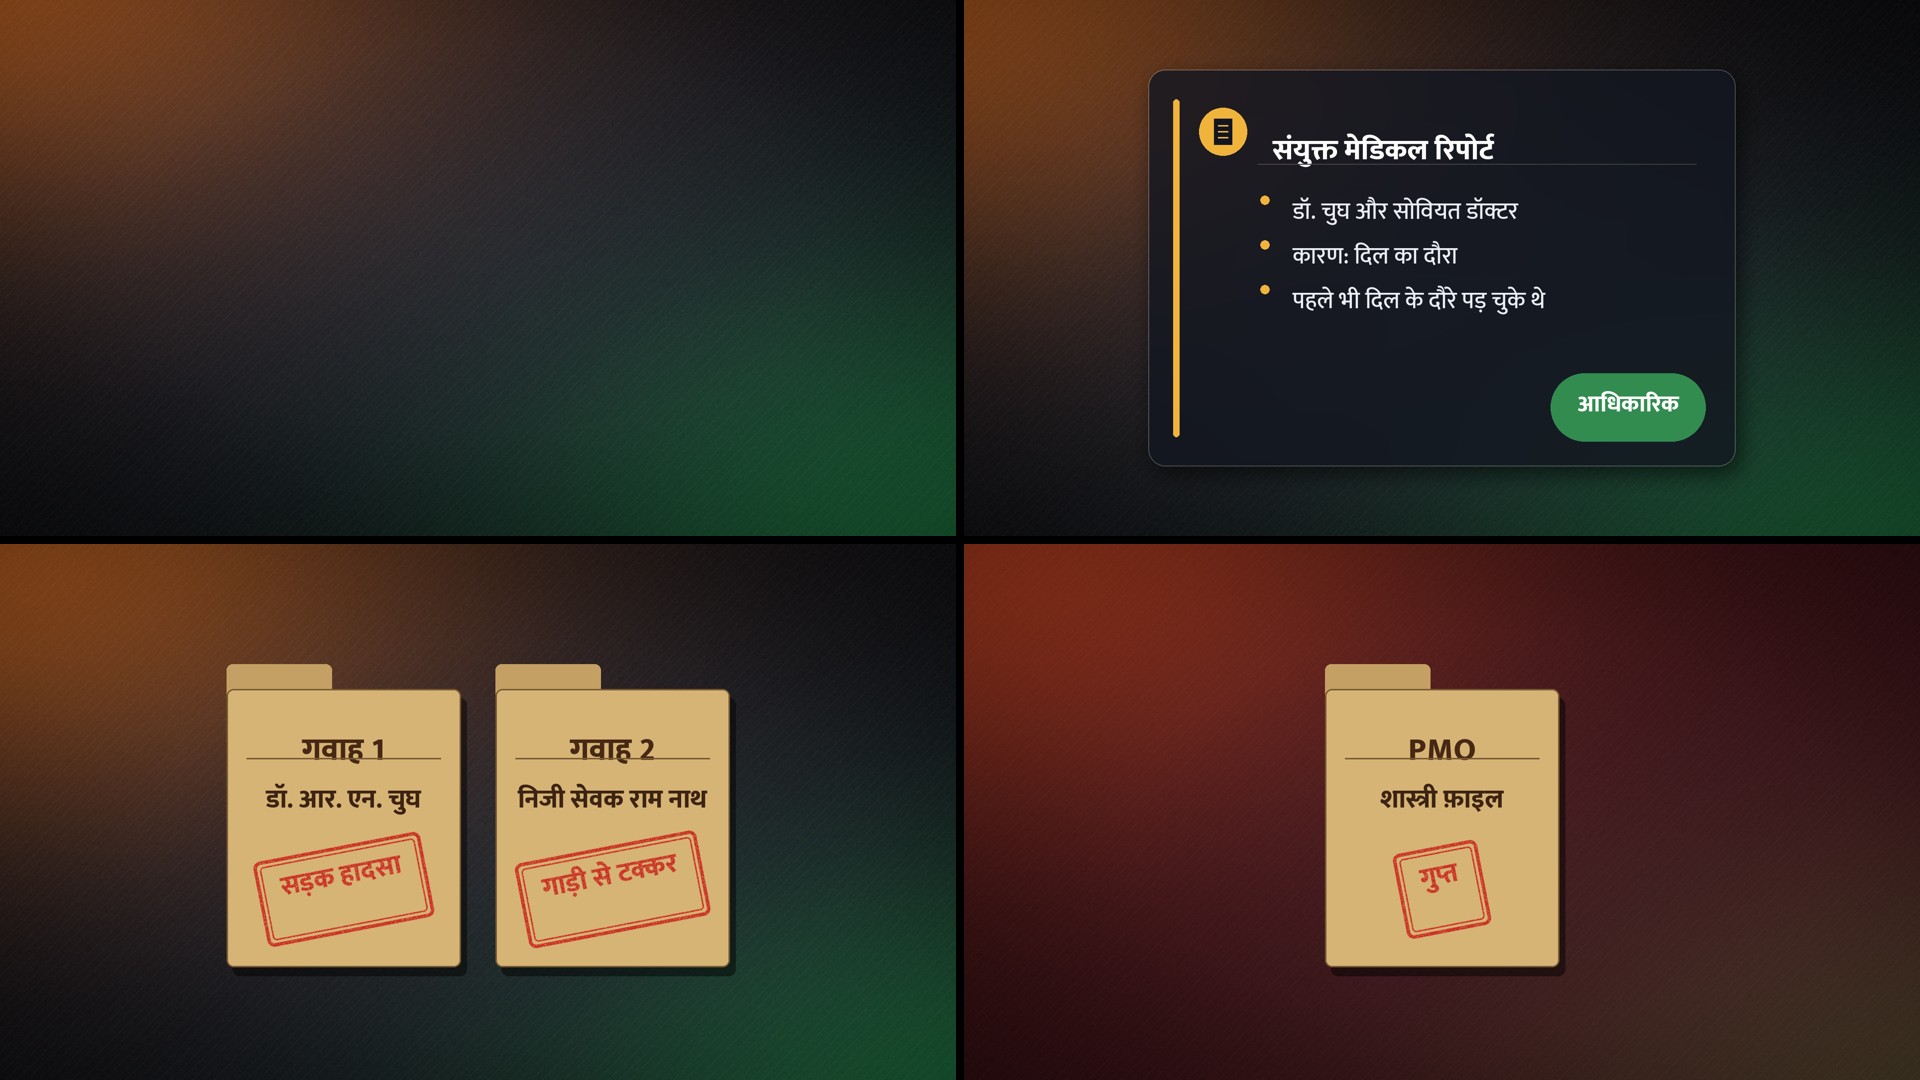 संयुक्त मेडिकल रिपोर्ट
डॉ. चुघ और सोवियत डॉक्टर
कारण: दिल का दौरा
पहले भी दिल के दौरे पड़ चुके थे
आधिकारिक
गवाह 1
डॉ. आर. एन. चुघ
सड़क हादसा
गवाह 2
निजी सेवक राम नाथ
गाड़ी से टक्कर
PMO
शास्त्री फ़ाइल
गुप्त